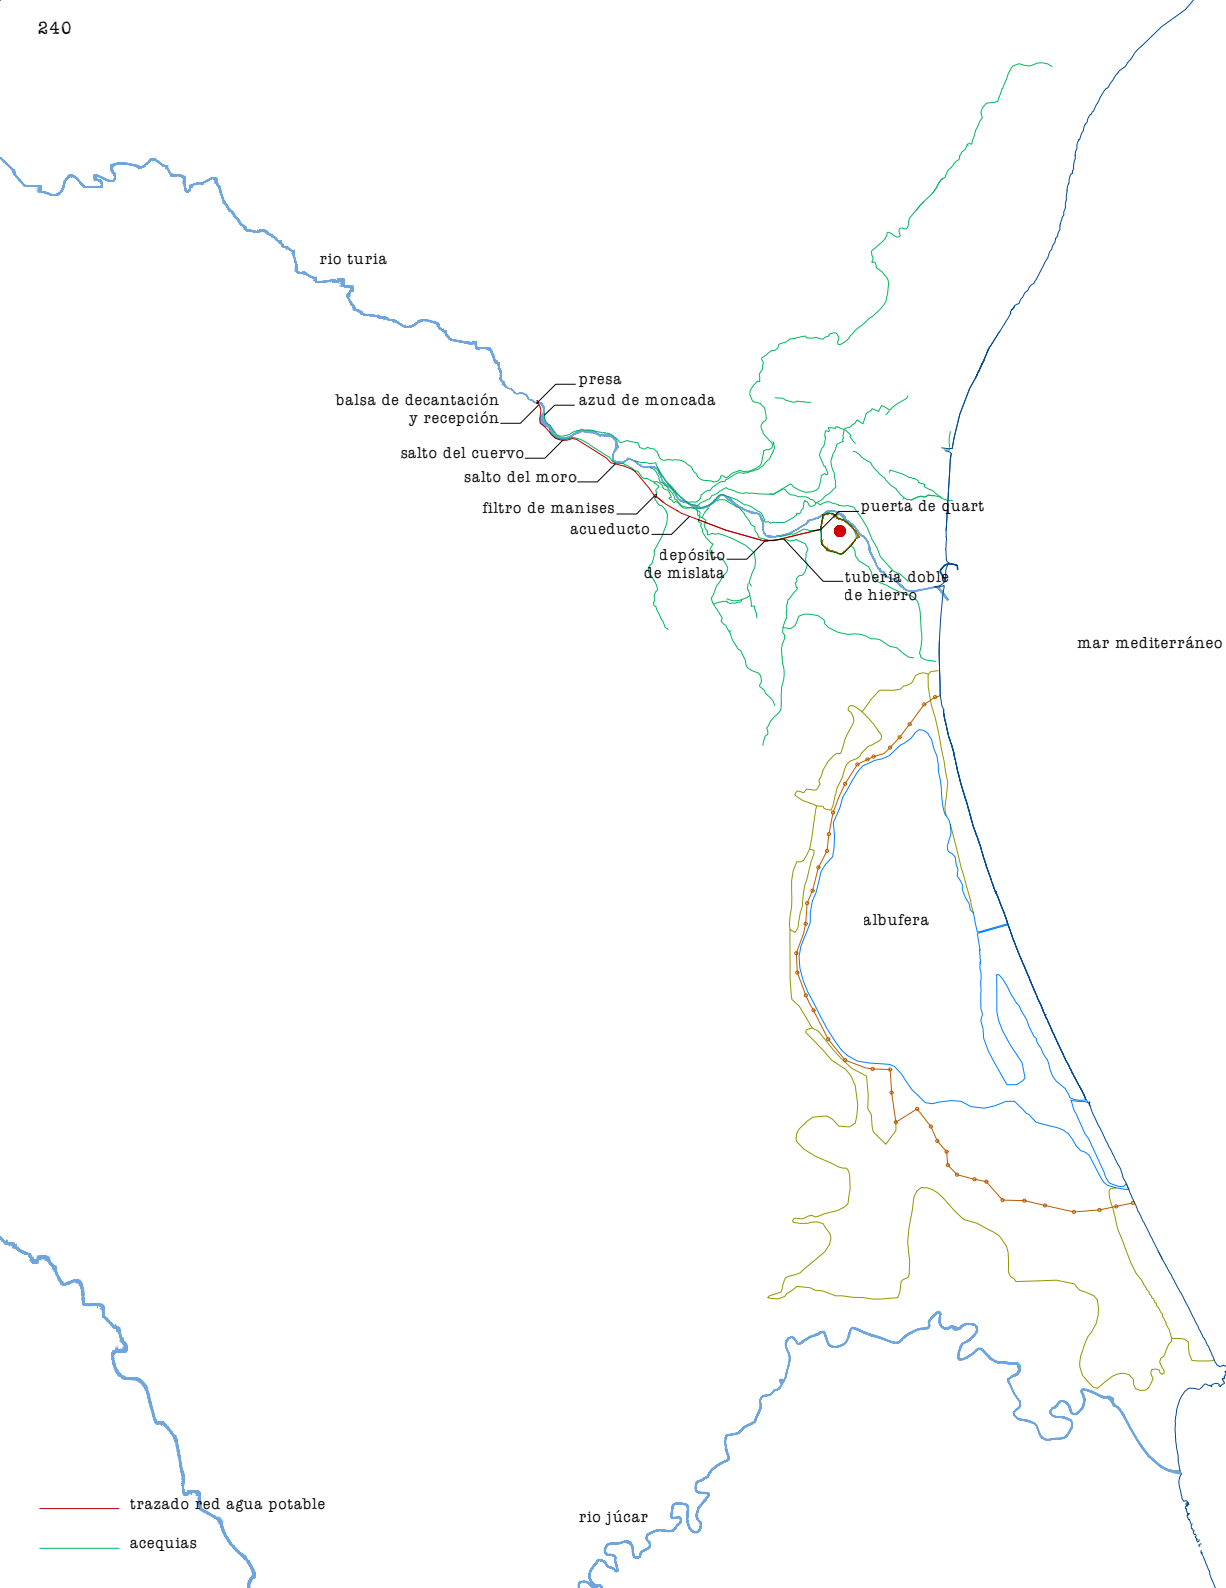 240
rio turia
presa
balsa de decantación
y recepción
azud de moncada
salto del cuervo
salto del moro
filtro de manises
acueducto
puerta de quart
depósito
de mislata
tubería doble
de hierro
mar mediterráneo
albufera
trazado red agua potable
rio júcar
acequias